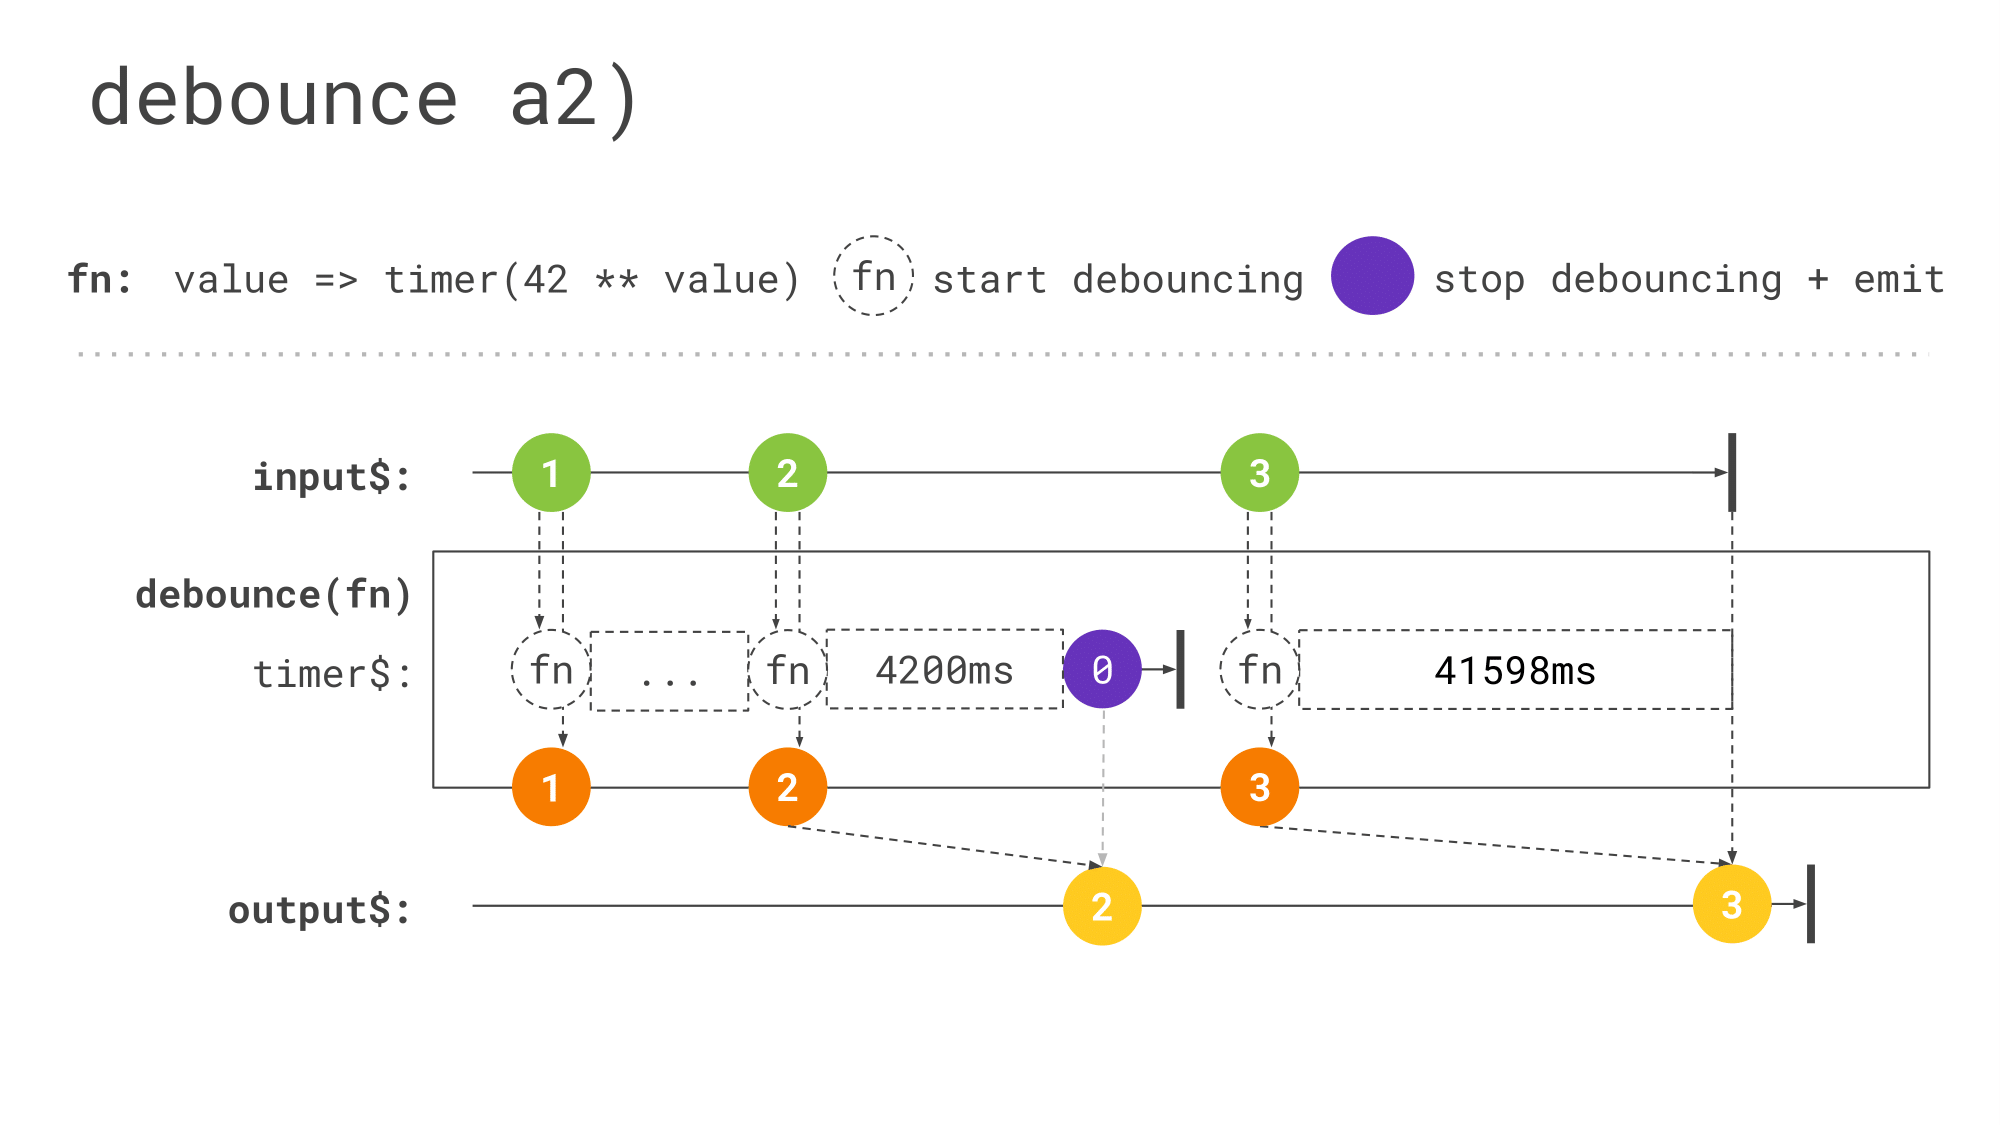 debounce a2)
fn: value => timer(42 ** value) fn start debouncing stop debouncing + emit
input$: 1 2 3
debounce(fn)
timer$: fn ... fn 4200ms 0 fn 41598ms
1 2 3
output$: 2 3